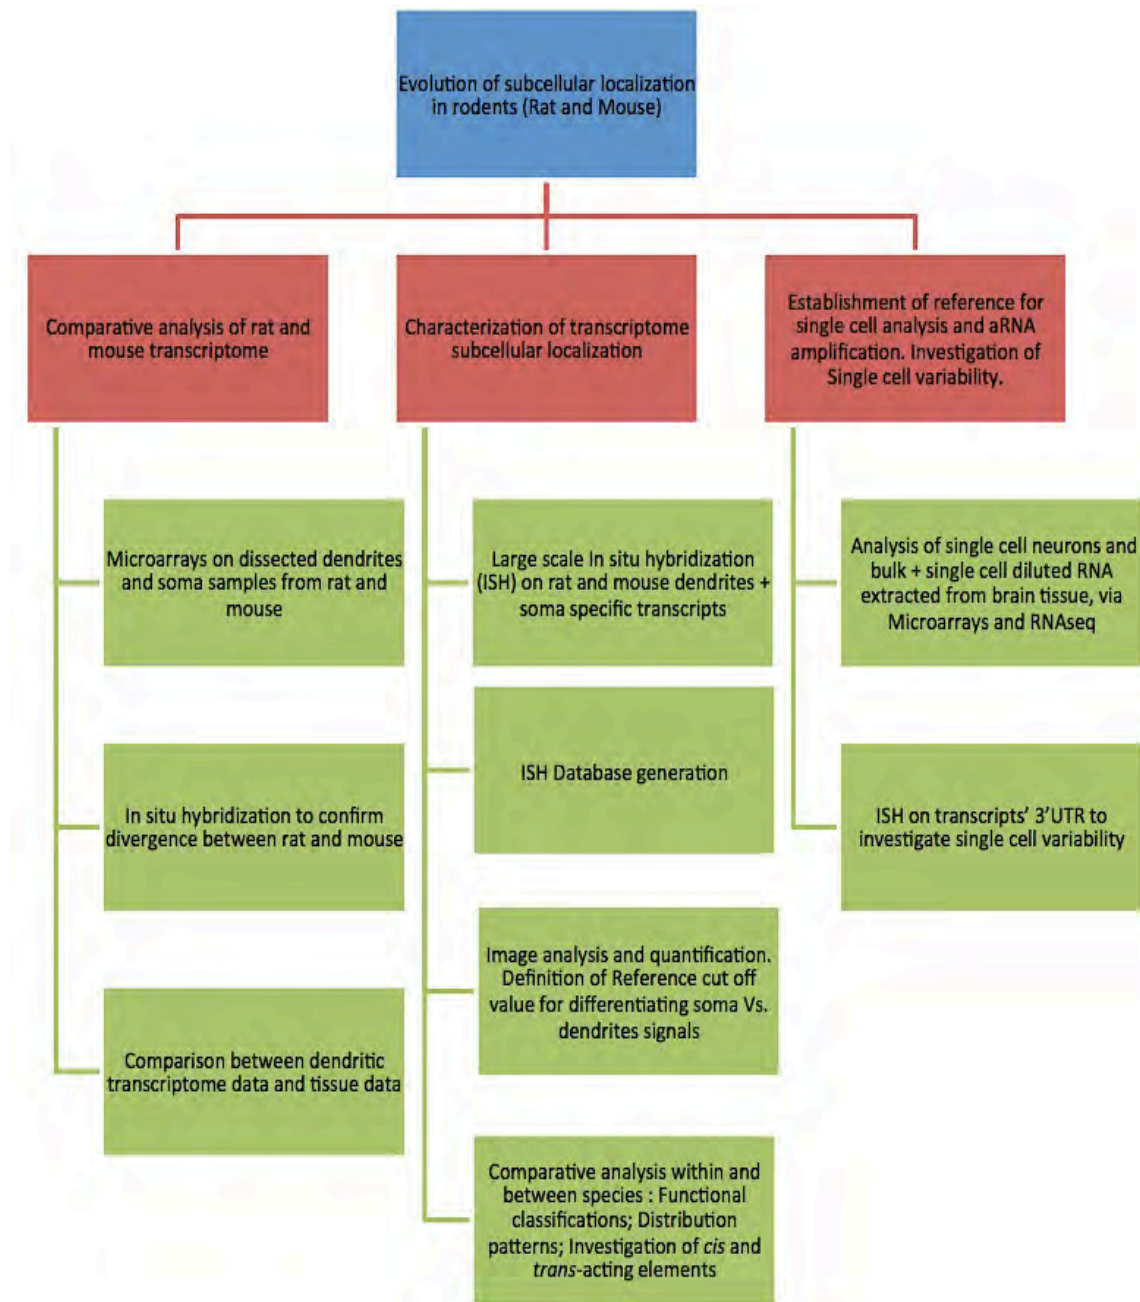 Evolution of subcellular localization
in rodents (Rat and Mouse)
Comparative analysis of rat and
mouse transcriptome
Characterization of transcriptome
subcellular localization
Establishment of reference for
single cell analysis and aRNA
amplification. Investigation of
Single cell variability.
Microarrays on dissected dendrites
and soma samples from rat and
mouse
In situ hybridization to confirm
divergence between rat and mouse
Comparison between dendritic
transcriptome data and tissue data
Large scale In situ hybridization
(ISH) on rat and mouse dendrites +
soma specific transcripts
ISH Database generation
Image analysis and quantification.
Definition of Reference cut off
value for differentiating soma Vs.
dendrites signals
Comparative analysis within and
between species : Functional
classifications; Distribution
patterns; Investigation of cis and
trans-acting elements
Analysis of single cell neurons and
bulk + single cell diluted RNA
extracted from brain tissue, via
Microarrays and RNAseq
ISH on transcripts' 3'UTR to
investigate single cell variability